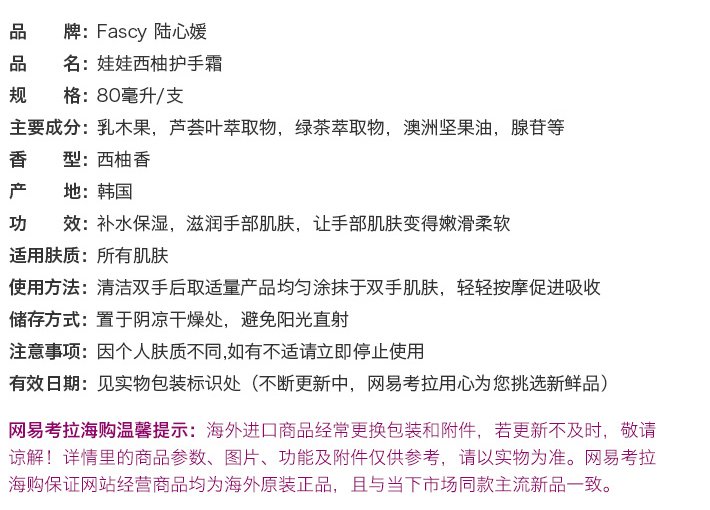 品　　牌：Fascy 陆心媛
品　　名：娃娃西柚护手霜
规　　格：80毫升/支
主要成分：乳木果，芦荟叶萃取物，绿茶萃取物，澳洲坚果油，腺苷等
香　　型：西柚香
产　　地：韩国
功　　效：补水保湿，滋润手部肌肤，让手部肌肤变得嫩滑柔软
适用肤质：所有肌肤
使用方法：清洁双手后取适量产品均匀涂抹于双手肌肤，轻轻按摩促进吸收
储存方式：置于阴凉干燥处，避免阳光直射
注意事项：因个人肤质不同,如有不适请立即停止使用
有效日期：见实物包装标识处（不断更新中，网易考拉用心为您挑选新鲜品）
网易考拉海购温馨提示：海外进口商品经常更换包装和附件，若更新不及时，敬请
谅解！详情里的商品参数、图片、功能及附件仅供参考，请以实物为准。网易考拉
海购保证网站经营商品均为海外原装正品，且与当下市场同款主流新品一致。